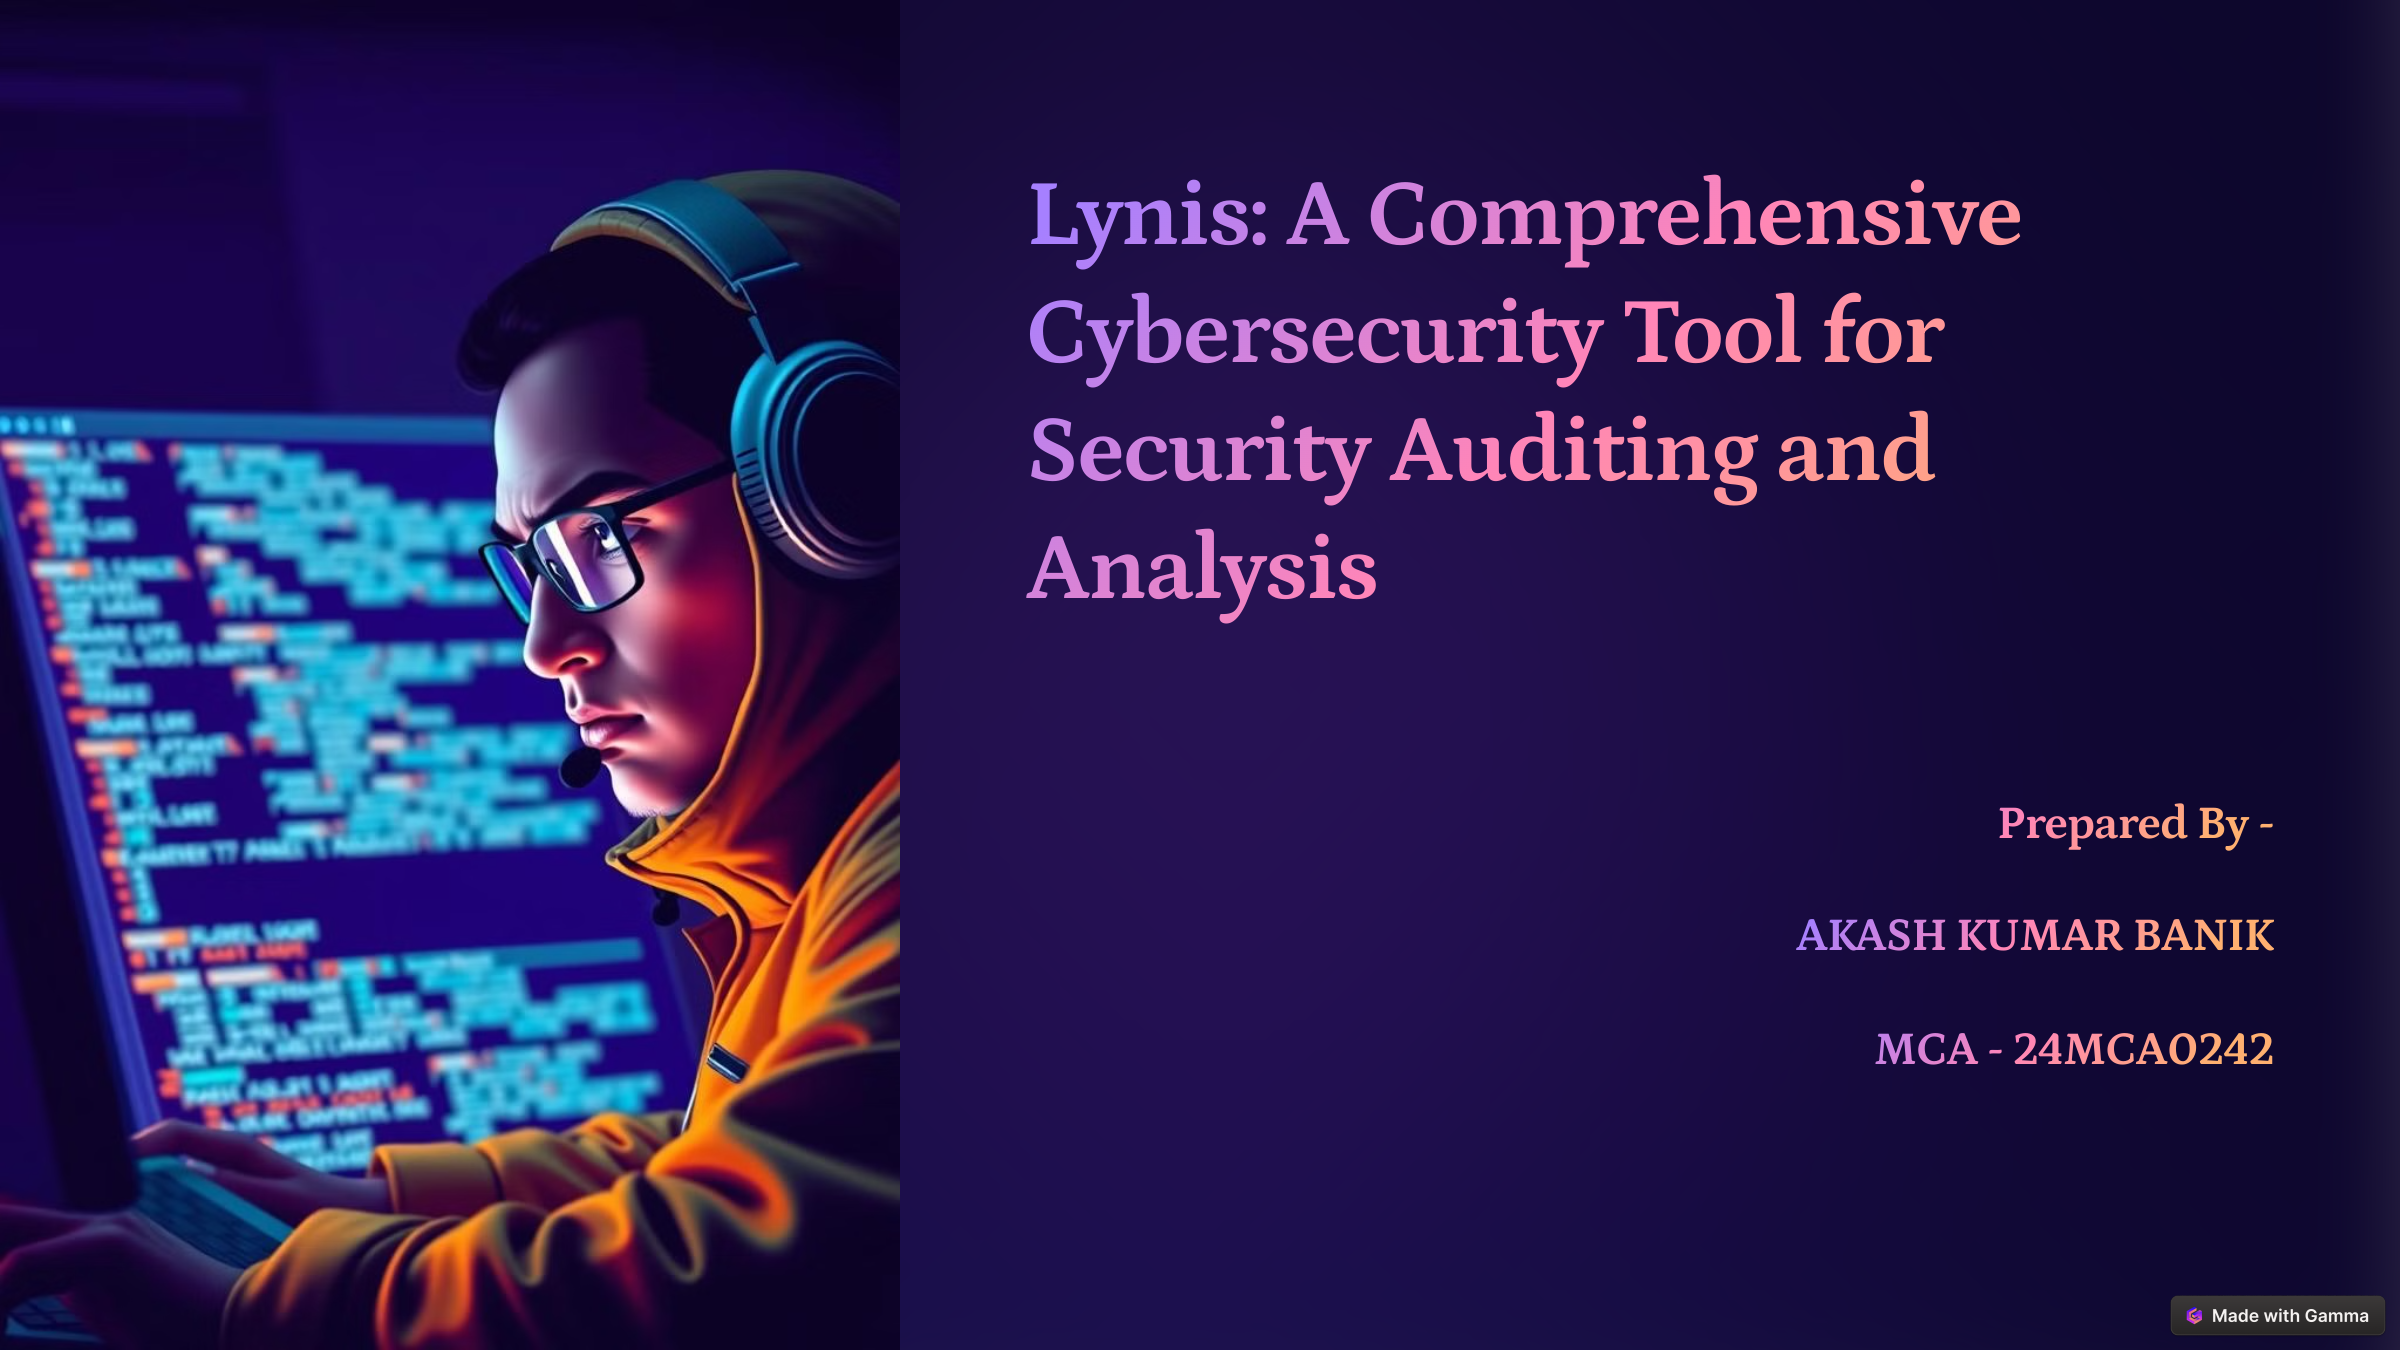 Lynis: A Comprehensive
Cybersecurity Tool for
Security Auditing and
Analysis
Prepared By -
AKASH KUMAR BANIK
MCA - 24MCA0242
Made with Gamma